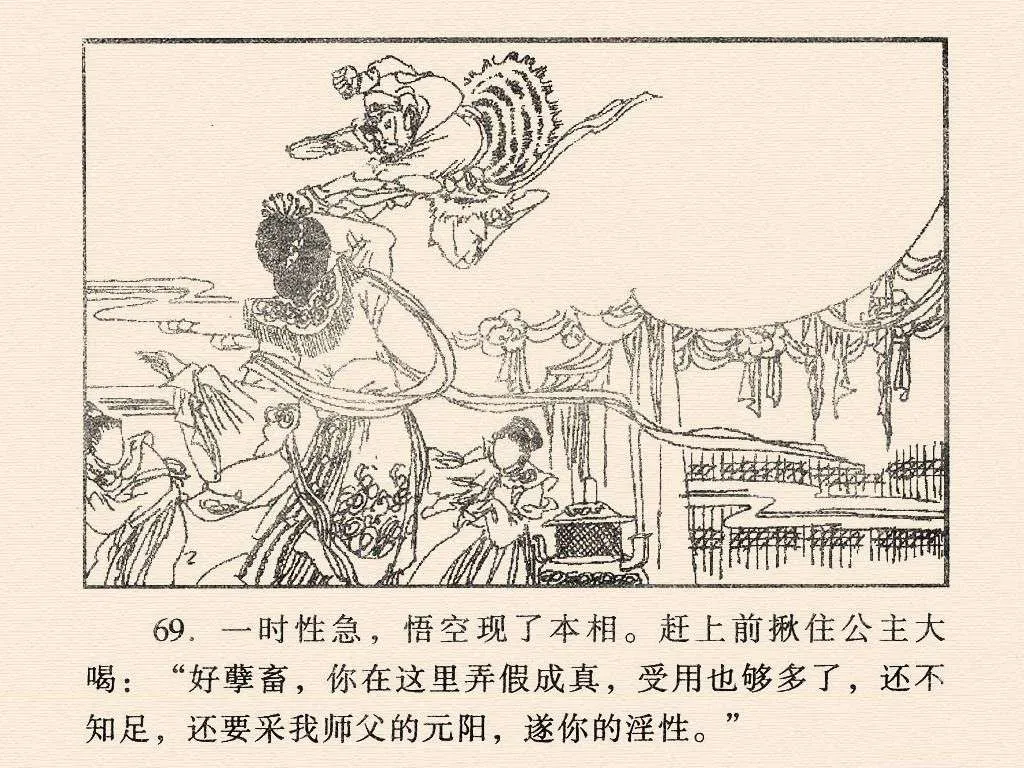 69. 一时性急，悟空现了本相。赶上前揪住公主大
喝：“好孽畜，你在这里弄假成真，受用也够多了，还不
知足，还要采我师父的元阳，遂你的淫性。”